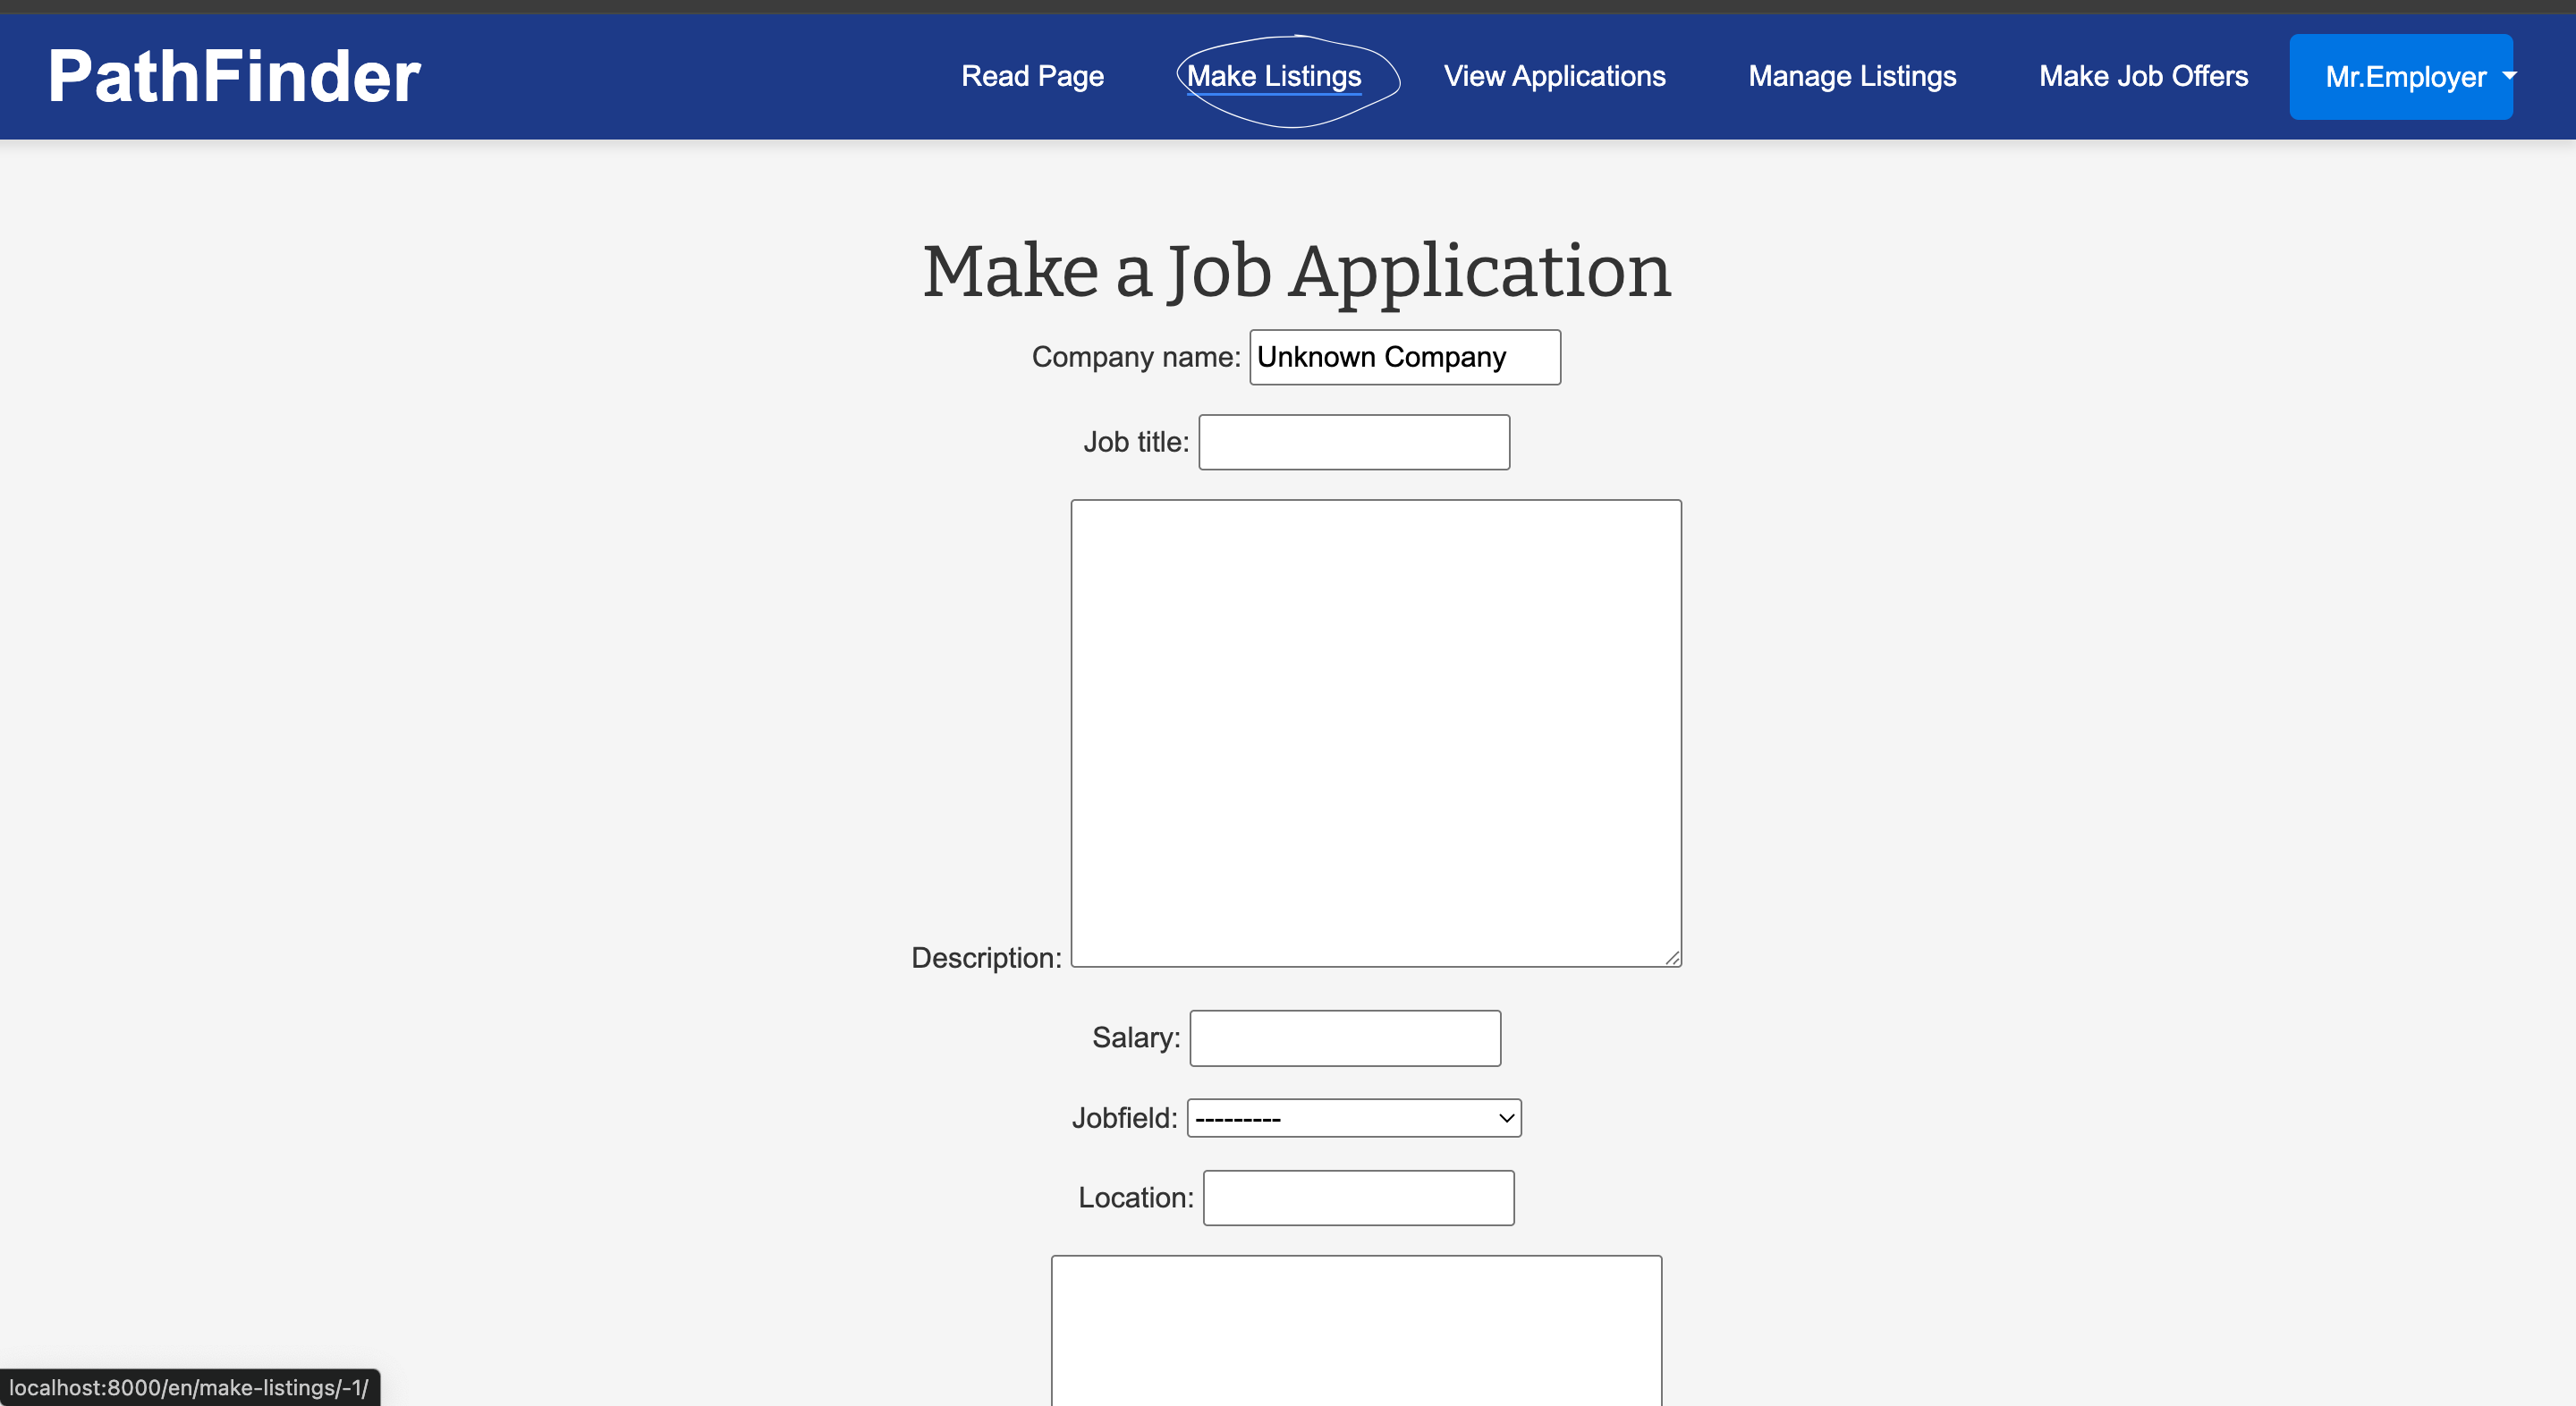 PathFinder
Read Page
Make Listings
View Applications
Manage Listings
Make Job Offers
Mr.Employer
Make a Job Application
Company name: Unknown Company
Job title:
Description:
Salary:
Jobfield: ---------
Location:
localhost:8000/en/make-listings/-1/